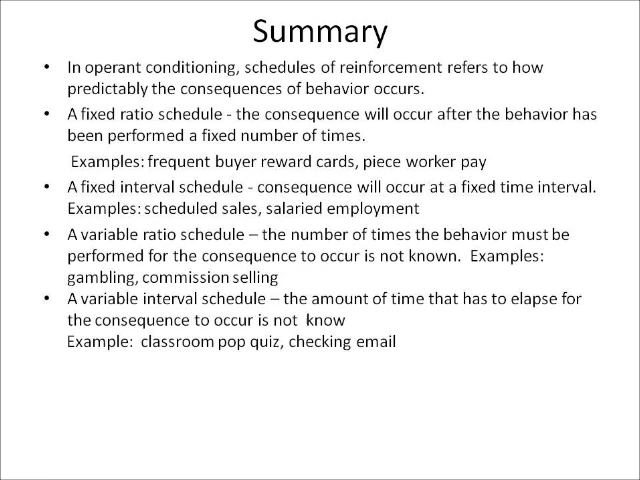 Summary
• In operant conditioning, schedules of reinforcement refers to how
predictably the consequences of behavior occurs.
• A fixed ratio schedule - the consequence will occur after the behavior has
been performed a fixed number of times.
Examples: frequent buyer reward cards, piece worker pay
• A fixed interval schedule - consequence will occur at a fixed time interval.
Examples: scheduled sales, salaried employment
• A variable ratio schedule – the number of times the behavior must be
performed for the consequence to occur is not known. Examples:
gambling, commission selling
• A variable interval schedule – the amount of time that has to elapse for
the consequence to occur is not know
Example: classroom pop quiz, checking email